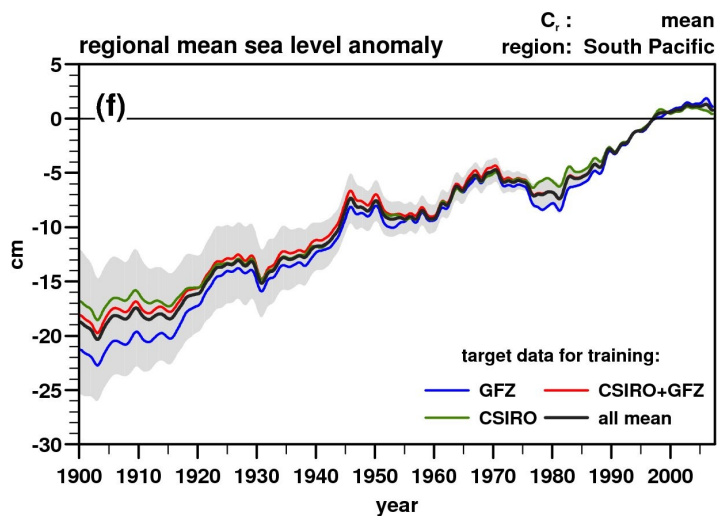 Cr : mean
regional mean sea level anomaly region: South Pacific
(f)
5
0
-5
-10
-15
-20
-25
-30
cm
target data for training:
GFZ CSIRO+GFZ
CSIRO all mean
1900 1910 1920 1930 1940 1950 1960 1970 1980 1990 2000
year